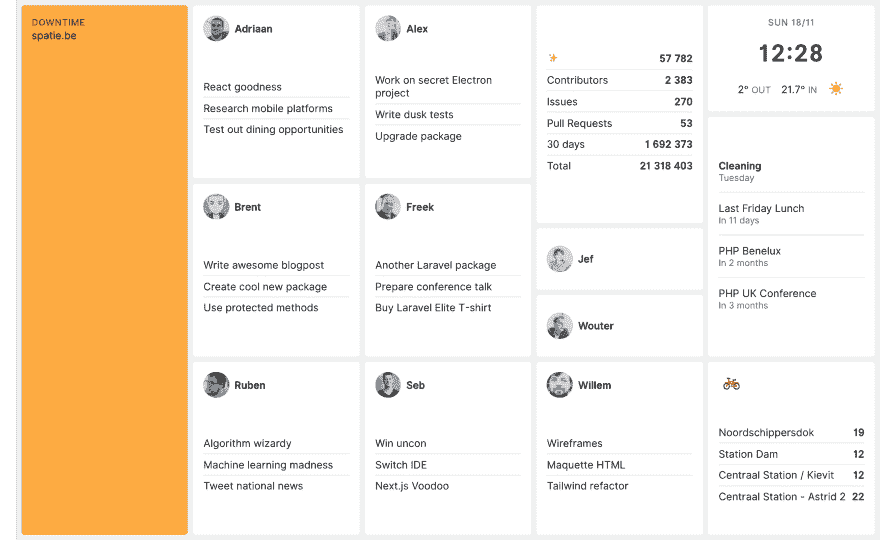 DOWNTIME
spatie.be
Adriaan
React goodness
Research mobile platforms
Test out dining opportunities
Alex
Work on secret Electron
project
Write dusk tests
Upgrade package
57 782
Contributors 2 383
Issues 270
Pull Requests 53
30 days 1 692 373
Total 21 318 403
SUN 18/11
12:28
2° OUT 21.7° IN
Cleaning
Tuesday
Last Friday Lunch
In 11 days
PHP Benelux
In 2 months
PHP UK Conference
In 3 months
Brent
Write awesome blogpost
Create cool new package
Use protected methods
Freek
Another Laravel package
Prepare conference talk
Buy Laravel Elite T-shirt
Jef
Wouter
Ruben
Algorithm wizardy
Machine learning madness
Tweet national news
Seb
Win uncon
Switch IDE
Next.js Voodoo
Willem
Wireframes
Maquette HTML
Tailwind refactor
Noordschippersdok 19
Station Dam 12
Centraal Station / Kievit 12
Centraal Station - Astrid 2 22